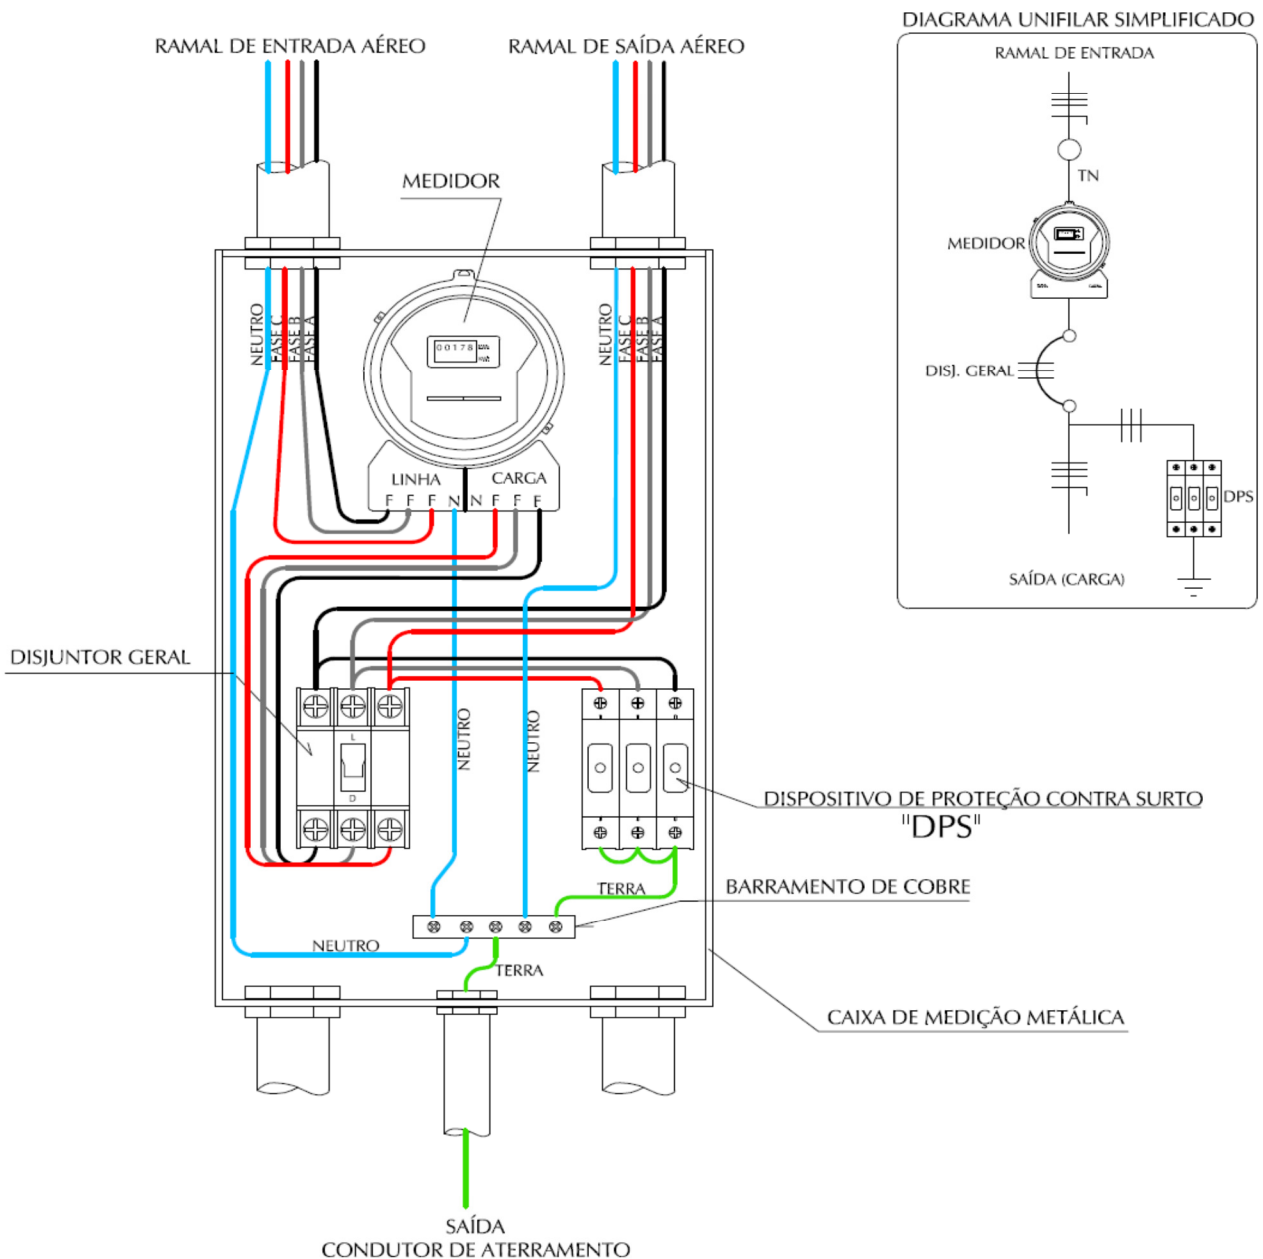 DIAGRAMA UNIFILAR SIMPLIFICADO
RAMAL DE ENTRADA AÉREO
RAMAL DE SAÍDA AÉREO
RAMAL DE ENTRADA
TN
MEDIDOR
MEDIDOR
NEUTRO
FASE C
FASE B
FASE A
NEUTRO
FASE C
FASE B
FASE A
00178
DISJ. GERAL
LINHA
CARGA
F F F N N F F F
DPS
SAÍDA (CARGA)
DISJUNTOR GERAL
L
D
NEUTRO
NEUTRO
DISPOSITIVO DE PROTEÇÃO CONTRA SURTO
"DPS"
TERRA
BARRAMENTO DE COBRE
NEUTRO
TERRA
CAIXA DE MEDIÇÃO METÁLICA
SAÍDA
CONDUTOR DE ATERRAMENTO